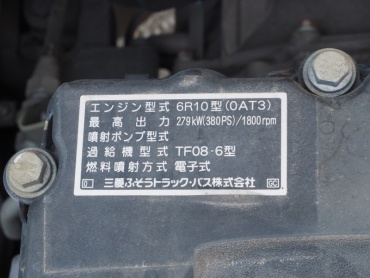 エンジン型式 6R10型(0AT3)
最高出力 279kW(380PS)/1800rpm
噴射ポンプ型式
過給機型式 TF08-6型
燃料噴射方式 電子式
三菱ふそうトラック・バス株式会社